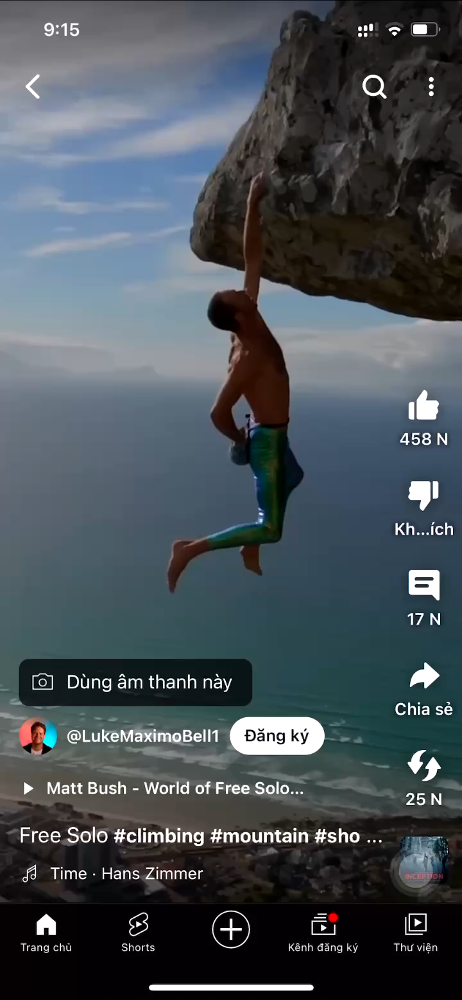 9:15
458 N
Kh...ích
17 N
Chia sẻ
Dùng âm thanh này
@LukeMaximoBell1
Đăng ký
Matt Bush - World of Free Solo...
25 N
Free Solo #climbing #mountain #sho ...
Time · Hans Zimmer
INCEPTION
Trang chủ
Shorts
Kênh đăng ký
Thư viện